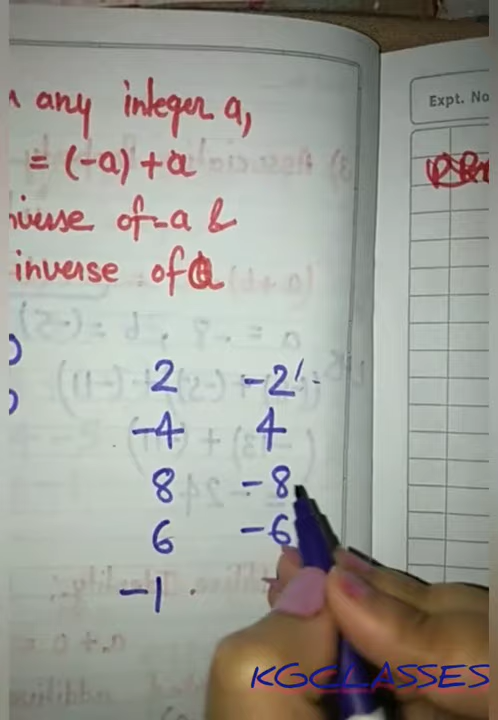 any integer a,
= (-a) + a
inverse of -a &
inverse of a
2 -2
-4 4
8 -8
6 -6
-1
Expt. No
KGCLASSES